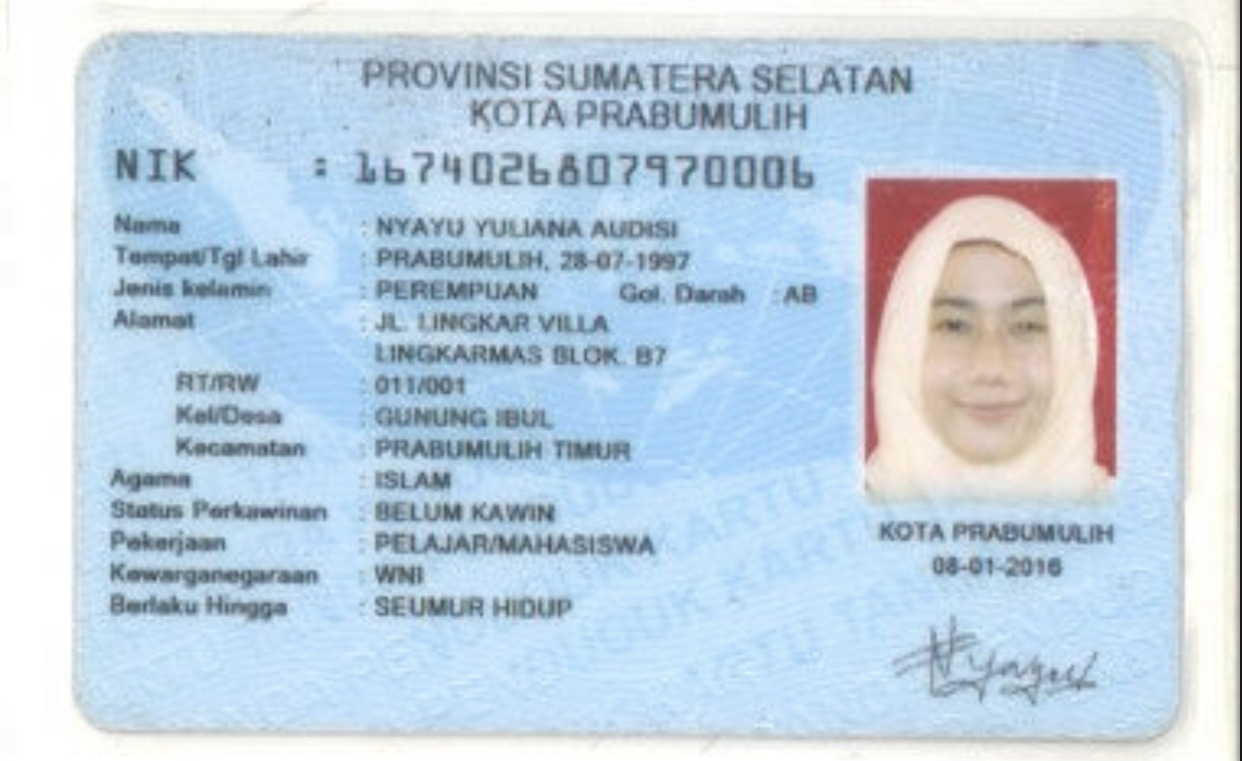 PROVINSI SUMATERA SELATAN
KOTA PRABUMULIH
NIK : 1674026807970006
Nama : NYAYU YULIANA AUDISI
Tempat/Tgl Lahir : PRABUMULIH, 28-07-1997
Jenis kelamin : PEREMPUAN Gol. Darah : AB
Alamat : JL. LINGKAR VILLA
LINGKARMAS BLOK. B7
RT/RW : 011/001
Kel/Desa : GUNUNG IBUL
Kecamatan : PRABUMULIH TIMUR
Agama : ISLAM
Status Perkawinan : BELUM KAWIN
Pekerjaan : PELAJAR/MAHASISWA
Kewarganegaraan : WNI
Berlaku Hingga : SEUMUR HIDUP
KOTA PRABUMULIH
08-01-2016